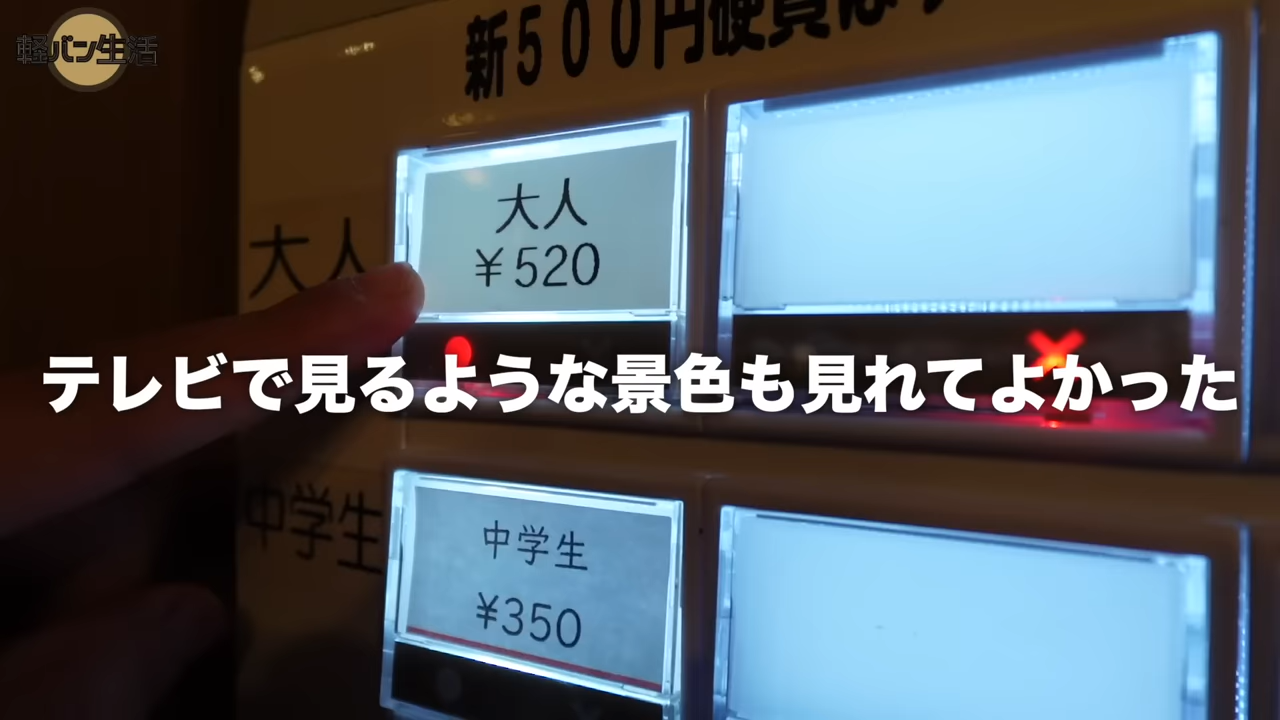 軽バン生活
新500円硬貨は
大人
大人
¥520
テレビで見るような景色も見れてよかった
中学生
中学生
¥350